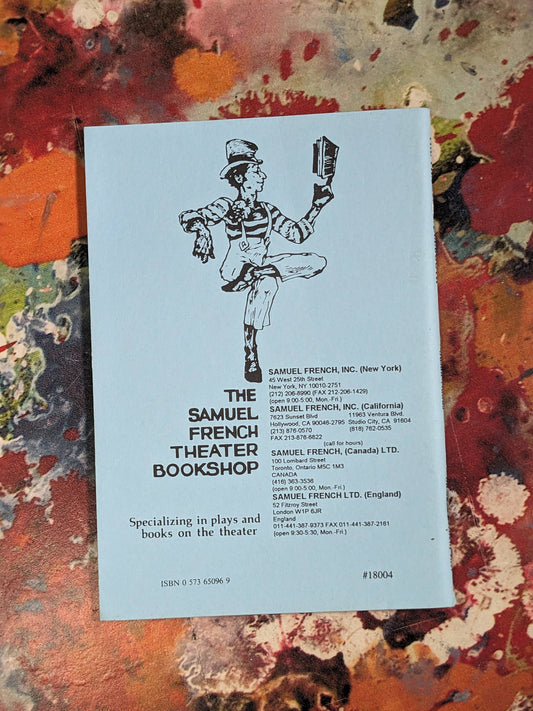 THE
SAMUEL
FRENCH
THEATER
BOOKSHOP
Specializing in plays and
books on the theater
SAMUEL FRENCH, INC. (New York)
45 West 25th Street
New York, NY 10010-2751
(212) 206-8990 (FAX 212-206-1429)
(open 9:00-5:00, Mon.-Fri.)
SAMUEL FRENCH, INC. (California)
7623 Sunset Blvd 11963 Ventura Blvd.
Hollywood, CA 90046-2795 Studio City, CA 91604
(213) 876-0570 (818) 762-0535
FAX 213-876-6822
(call for hours)
SAMUEL FRENCH, (Canada) LTD.
100 Lombard Street
Toronto, Ontario M5C 1M3
CANADA
(416) 363-3536
(open 9:00-5:00, Mon.-Fri.)
SAMUEL FRENCH LTD. (England)
52 Fitzroy Street
London W1P 6JR
England
011-441-387-9373 FAX 011-441-387-2161
(open 9:30-5:30, Mon.-Fri.)
ISBN 0 573 65096 9
#18004